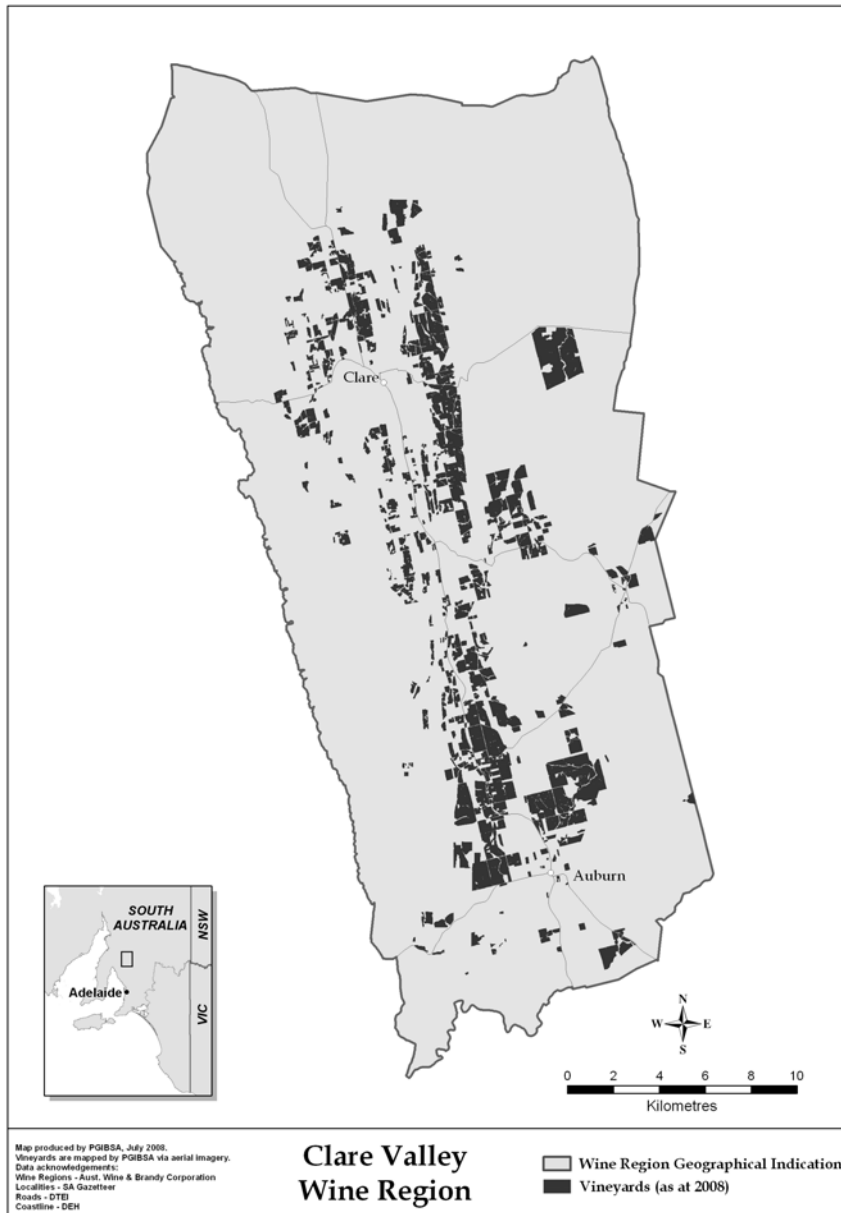 Clare
Auburn
SOUTH
AUSTRALIA
NSW
Adelaide
VIC
N
W E
S
0 2 4 6 8 10
Kilometres
Map produced by PGIBSA, July 2008.
Vineyards are mapped by PGIBSA via aerial imagery.
Data acknowledgements:
Wine Regions - Aust. Wine & Brandy Corporation
Localities - SA Gazetteer
Roads - DTEI
Coastline - DEH
Clare Valley
Wine Region
Wine Region Geographical Indication
Vineyards (as at 2008)